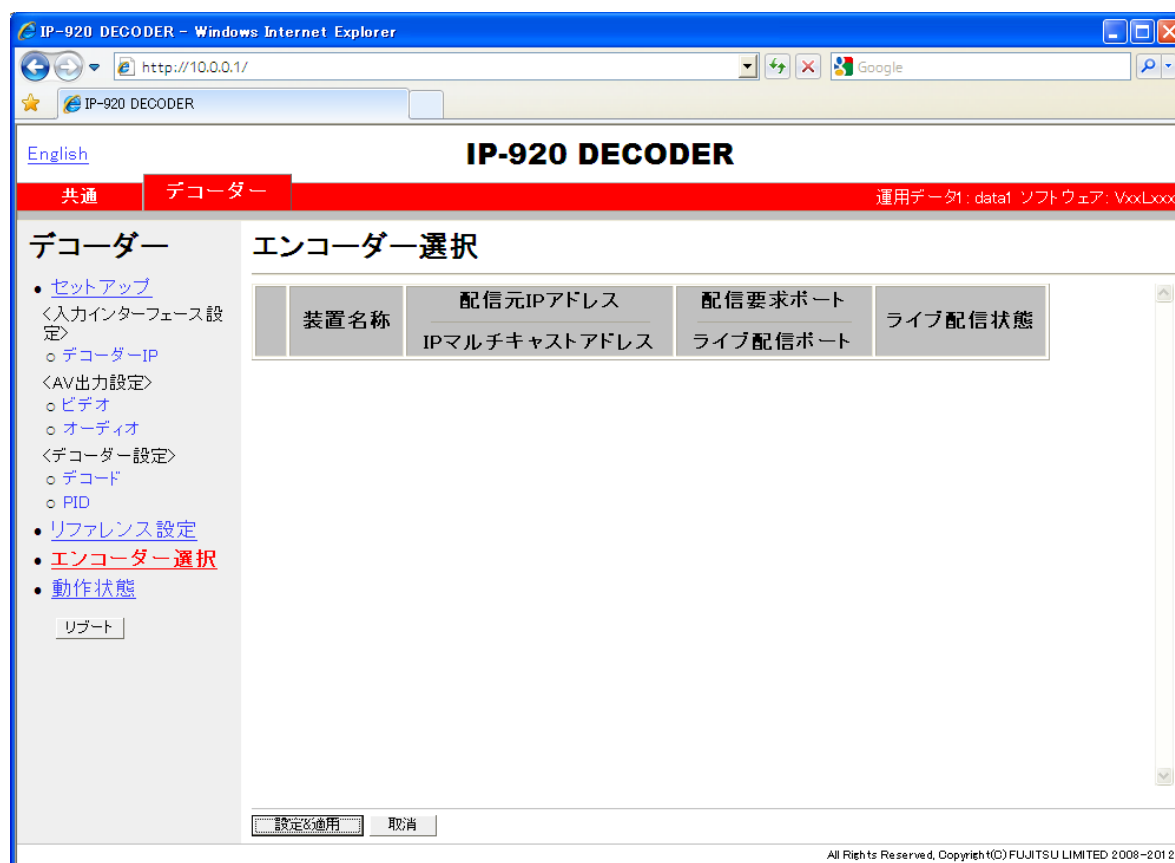 IP-920 DECODER - Windows Internet Explorer
http://10.0.0.1/
Google
IP-920 DECODER
English
IP-920 DECODER
共通
デコーダー
運用データ1 : data1 ソフトウェア: VxxLxxx
デコーダー
セットアップ
<入力インターフェース設
定>
デコーダーIP
<AV出力設定>
ビデオ
オーディオ
<デコーダー設定>
デコード
PID
リファレンス設定
エンコーダー選択
動作状態
リブート
エンコーダー選択
装置名称
配信元IPアドレス
IPマルチキャストアドレス
配信要求ポート
ライブ配信ポート
ライブ配信状態
設定&適用
取消
All Rights Reserved, Copyright(C) FUJITSU LIMITED 2008-2012